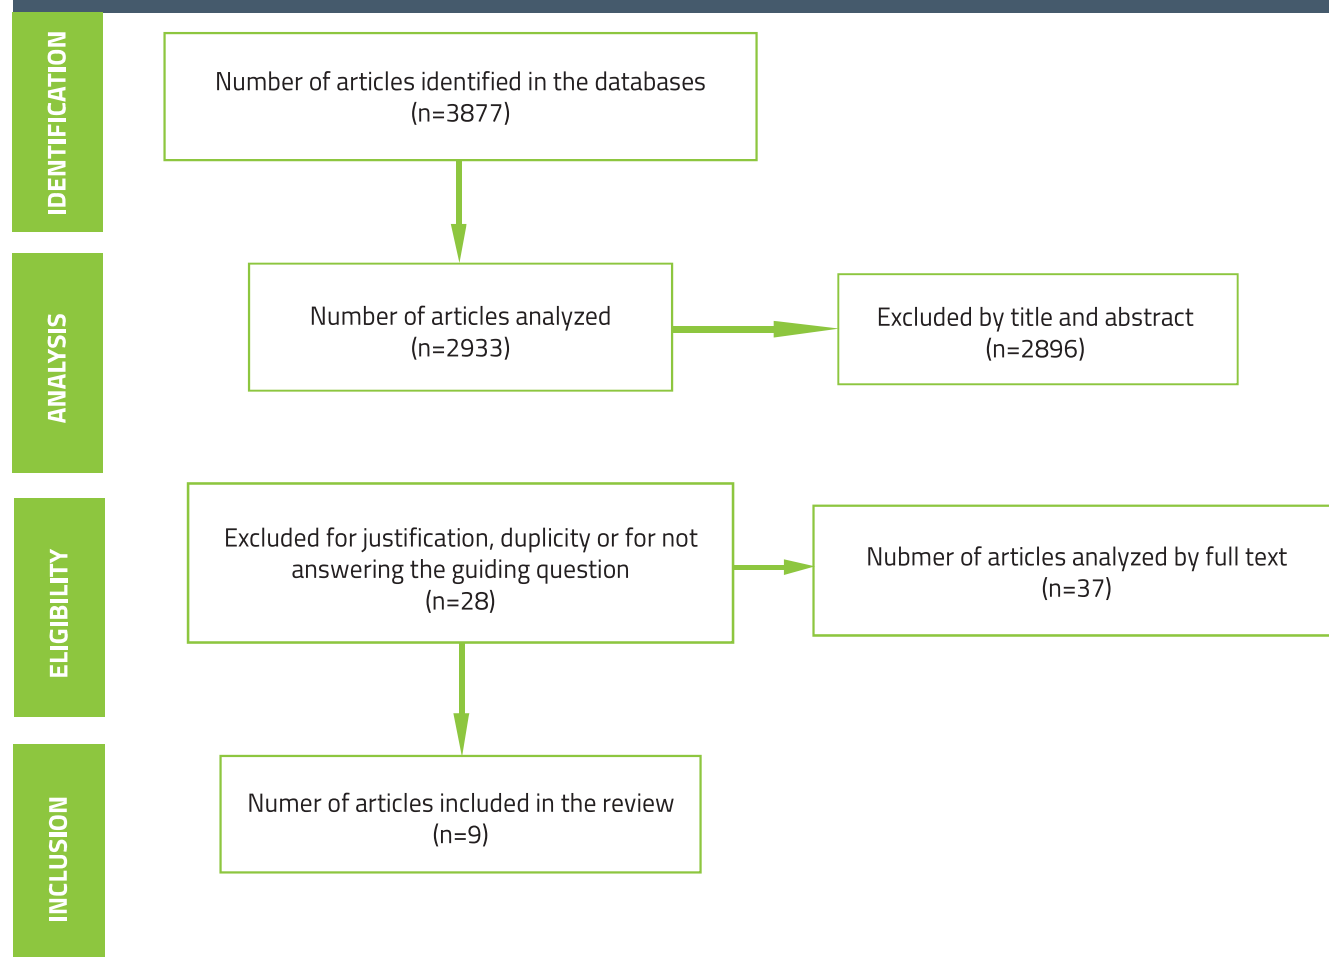 IDENTIFICATION
Number of articles identified in the databases
(n=3877)
ANALYSIS
Number of articles analyzed
(n=2933)
Excluded by title and abstract
(n=2896)
ELIGIBILITY
Excluded for justification, duplicity or for not
answering the guiding question
(n=28)
Nubmer of articles analyzed by full text
(n=37)
INCLUSION
Numer of articles included in the review
(n=9)